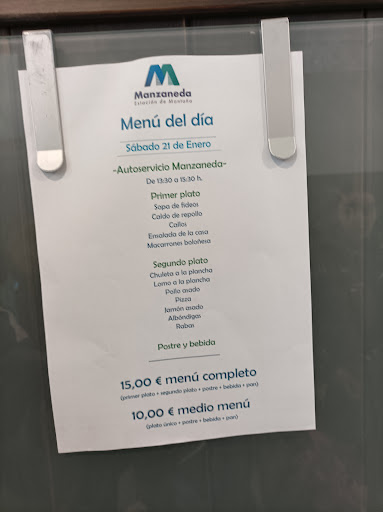 Manzaneda
Estación de Montaña
Menú del día
Sábado 21 de Enero
-Autoservicio Manzaneda-
De 13:30 a 15:30 h.
Primer plato
Sopa de fideos
Caldo de repollo
Callos
Ensalada de la casa
Macarrones boloñesa
Segundo plato
Chuleta a la plancha
Lomo a la plancha
Pollo asado
Pizza
Jamón asado
Albóndigas
Rabas
Postre y bebida
15,00 € menú completo
(primer plato + segundo plato + postre + bebida + pan)
10,00 € medio menú
(plato único + postre + bebida + pan)